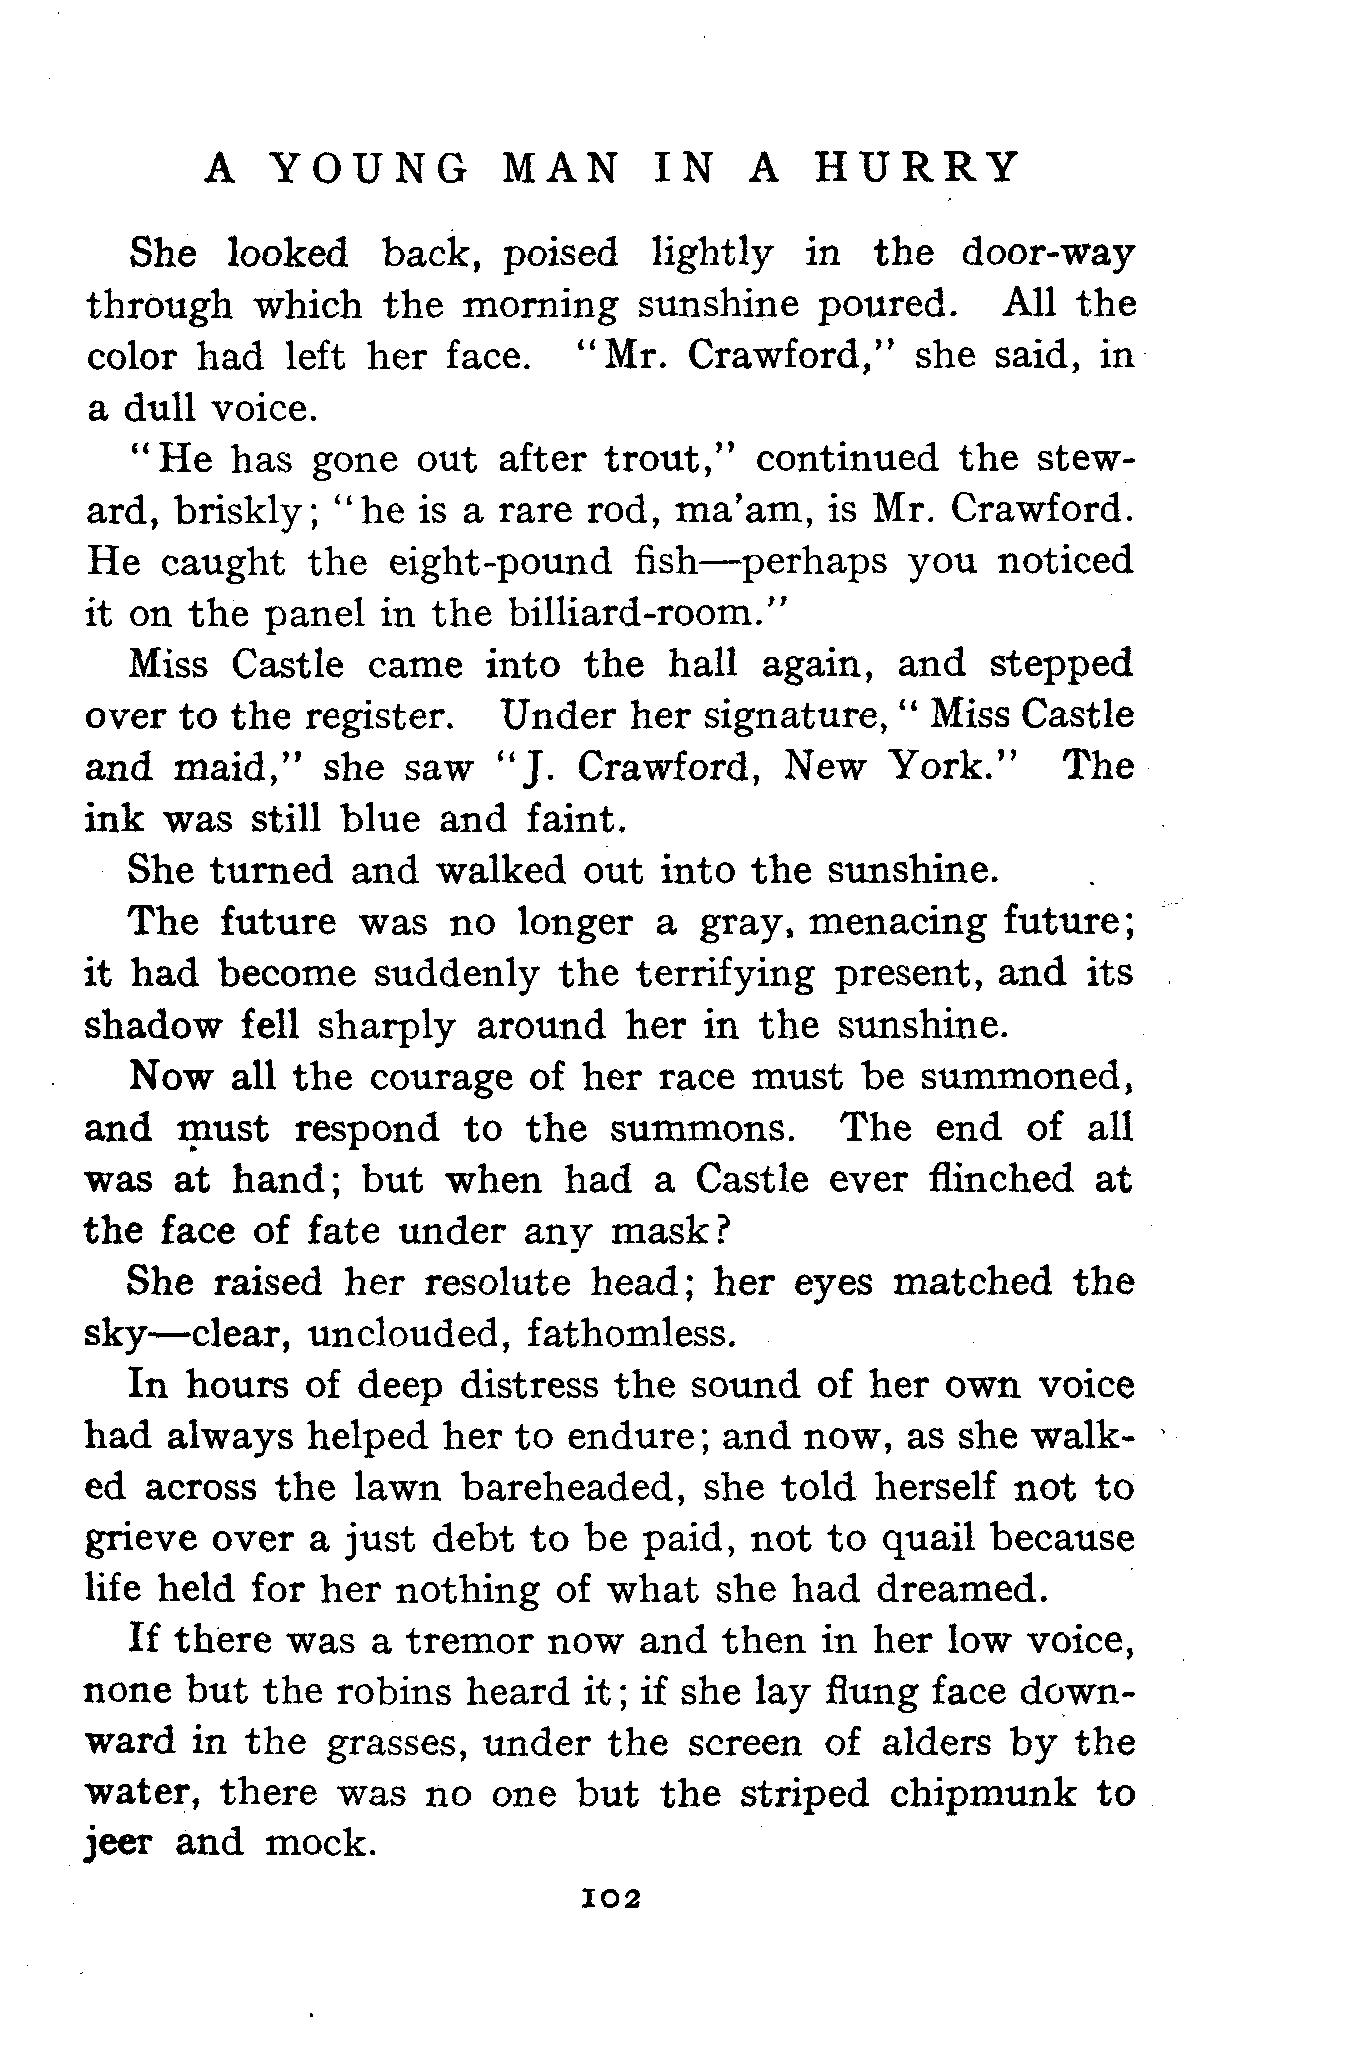 A YOUNG MAN IN A HURRY
She looked back, poised lightly in the door-way
through which the morning sunshine poured. All the
color had left her face. "Mr. Crawford," she said, in
a dull voice.
"He has gone out after trout," continued the stew-
ard, briskly; "he is a rare rod, ma'am, is Mr. Crawford.
He caught the eight-pound fish—perhaps you noticed
it on the panel in the billiard-room."
Miss Castle came into the hall again, and stepped
over to the register. Under her signature, "Miss Castle
and maid," she saw "J. Crawford, New York." The
ink was still blue and faint.
She turned and walked out into the sunshine.
The future was no longer a gray, menacing future;
it had become suddenly the terrifying present, and its
shadow fell sharply around her in the sunshine.
Now all the courage of her race must be summoned,
and must respond to the summons. The end of all
was at hand; but when had a Castle ever flinched at
the face of fate under any mask?
She raised her resolute head; her eyes matched the
sky—clear, unclouded, fathomless.
In hours of deep distress the sound of her own voice
had always helped her to endure; and now, as she walk-
ed across the lawn bareheaded, she told herself not to
grieve over a just debt to be paid, not to quail because
life held for her nothing of what she had dreamed.
If there was a tremor now and then in her low voice,
none but the robins heard it; if she lay flung face down-
ward in the grasses, under the screen of alders by the
water, there was no one but the striped chipmunk to
jeer and mock.
102